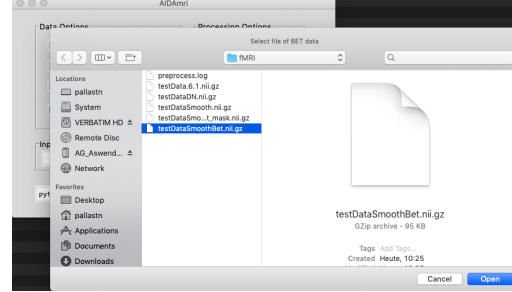 AIDAmri
Data Options
Processing Options
Select file of BET data
fMRI
Q
Locations
pallastn
System
VERBATIM HD
Remote Disc
AG_Aswend...
Network
Favorites
Desktop
pallastn
Applications
Documents
Downloads
preprocess.log
testData.6.1.nii.gz
testDataDN.nii.gz
testDataSmooth.nii.gz
testDataSmo...t_mask.nii.gz
testDataSmoothBet.nii.gz
Inp
pyt
testDataSmoothBet.nii.gz
GZip archive - 95 KB
Tags Add Tags...
Created Heute, 10:25
Cancel
Open